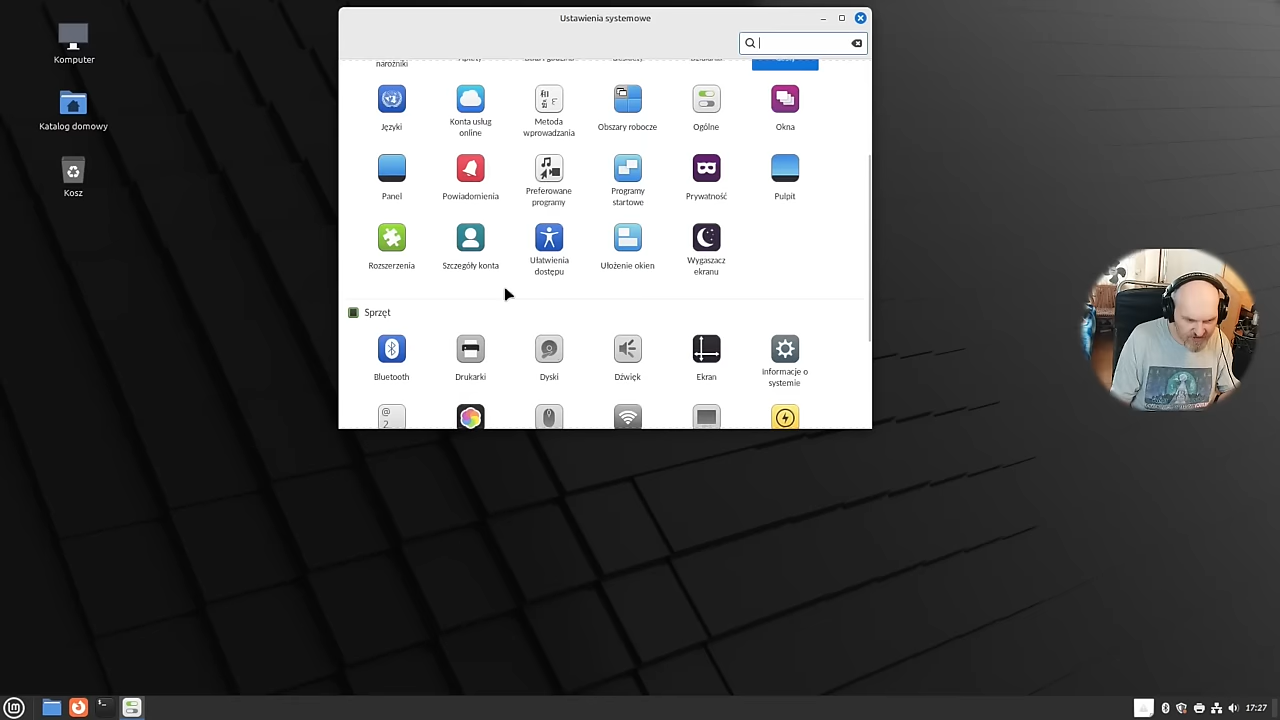 Ustawienia systemowe
Komputer
Katalog domowy
Kosz
narożniki
Języki
Konta usług
online
Metoda
wprowadzania
Obszary robocze
Ogólne
Okna
Panel
Powiadomienia
Preferowane
programy
Programy
startowe
Prywatność
Pulpit
Rozszerzenia
Szczegóły konta
Ułatwienia
dostępu
Ułożenie okien
Wygaszacz
ekranu
Sprzęt
Bluetooth
Drukarki
Dyski
Dźwięk
Ekran
Informacje o
systemie
17:27